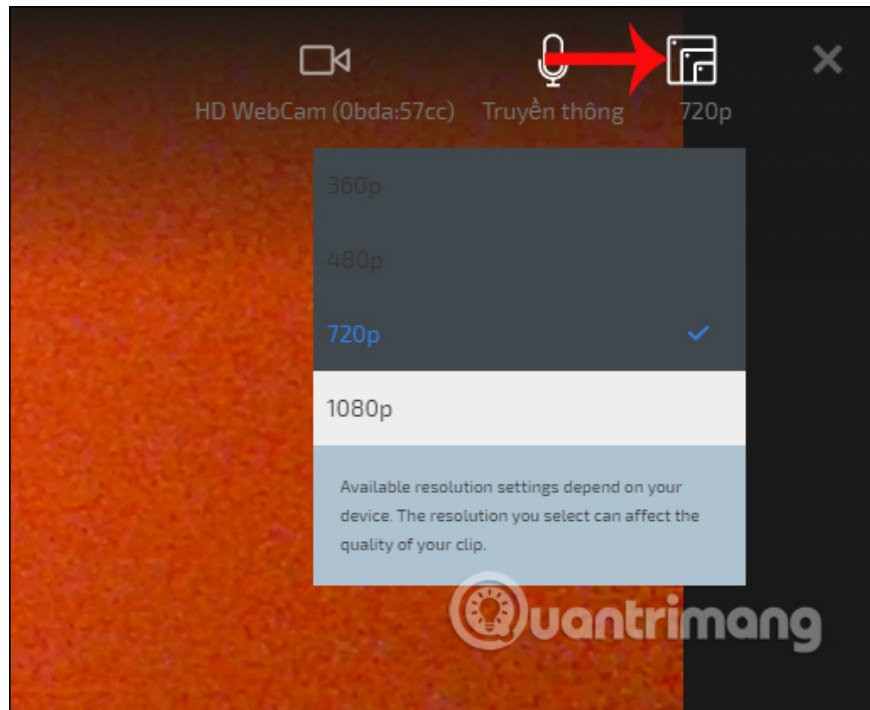 HD WebCam (0bda:57cc) Truyền thông 720p
360p
480p
720p
1080p
Available resolution settings depend on your
device. The resolution you select can affect the
quality of your clip.
Quantrimang